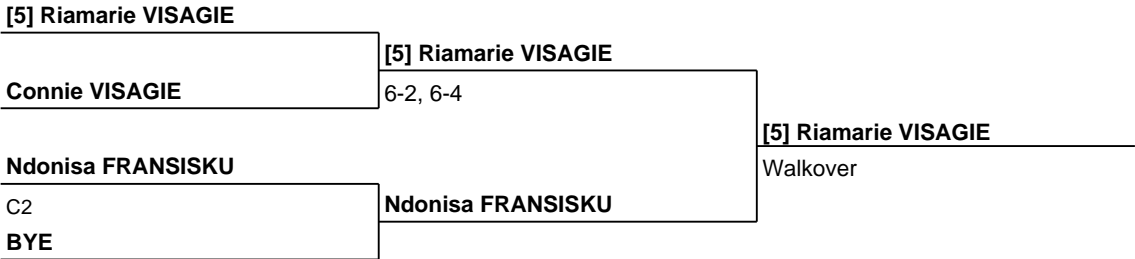 [5] Riamarie VISAGIE
[5] Riamarie VISAGIE
Connie VISAGIE
6-2, 6-4
[5] Riamarie VISAGIE
Ndonisa FRANSISKU
Walkover
C2
Ndonisa FRANSISKU
BYE